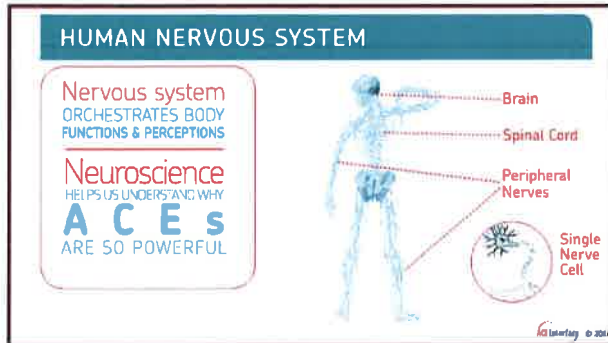 HUMAN NERVOUS SYSTEM
Nervous system
ORCHESTRATES BODY
FUNCTIONS & PERCEPTIONS
Neuroscience
HELPS US UNDERSTAND WHY
A C E s
ARE SO POWERFUL
Brain
Spinal Cord
Peripheral
Nerves
Single
Nerve
Cell